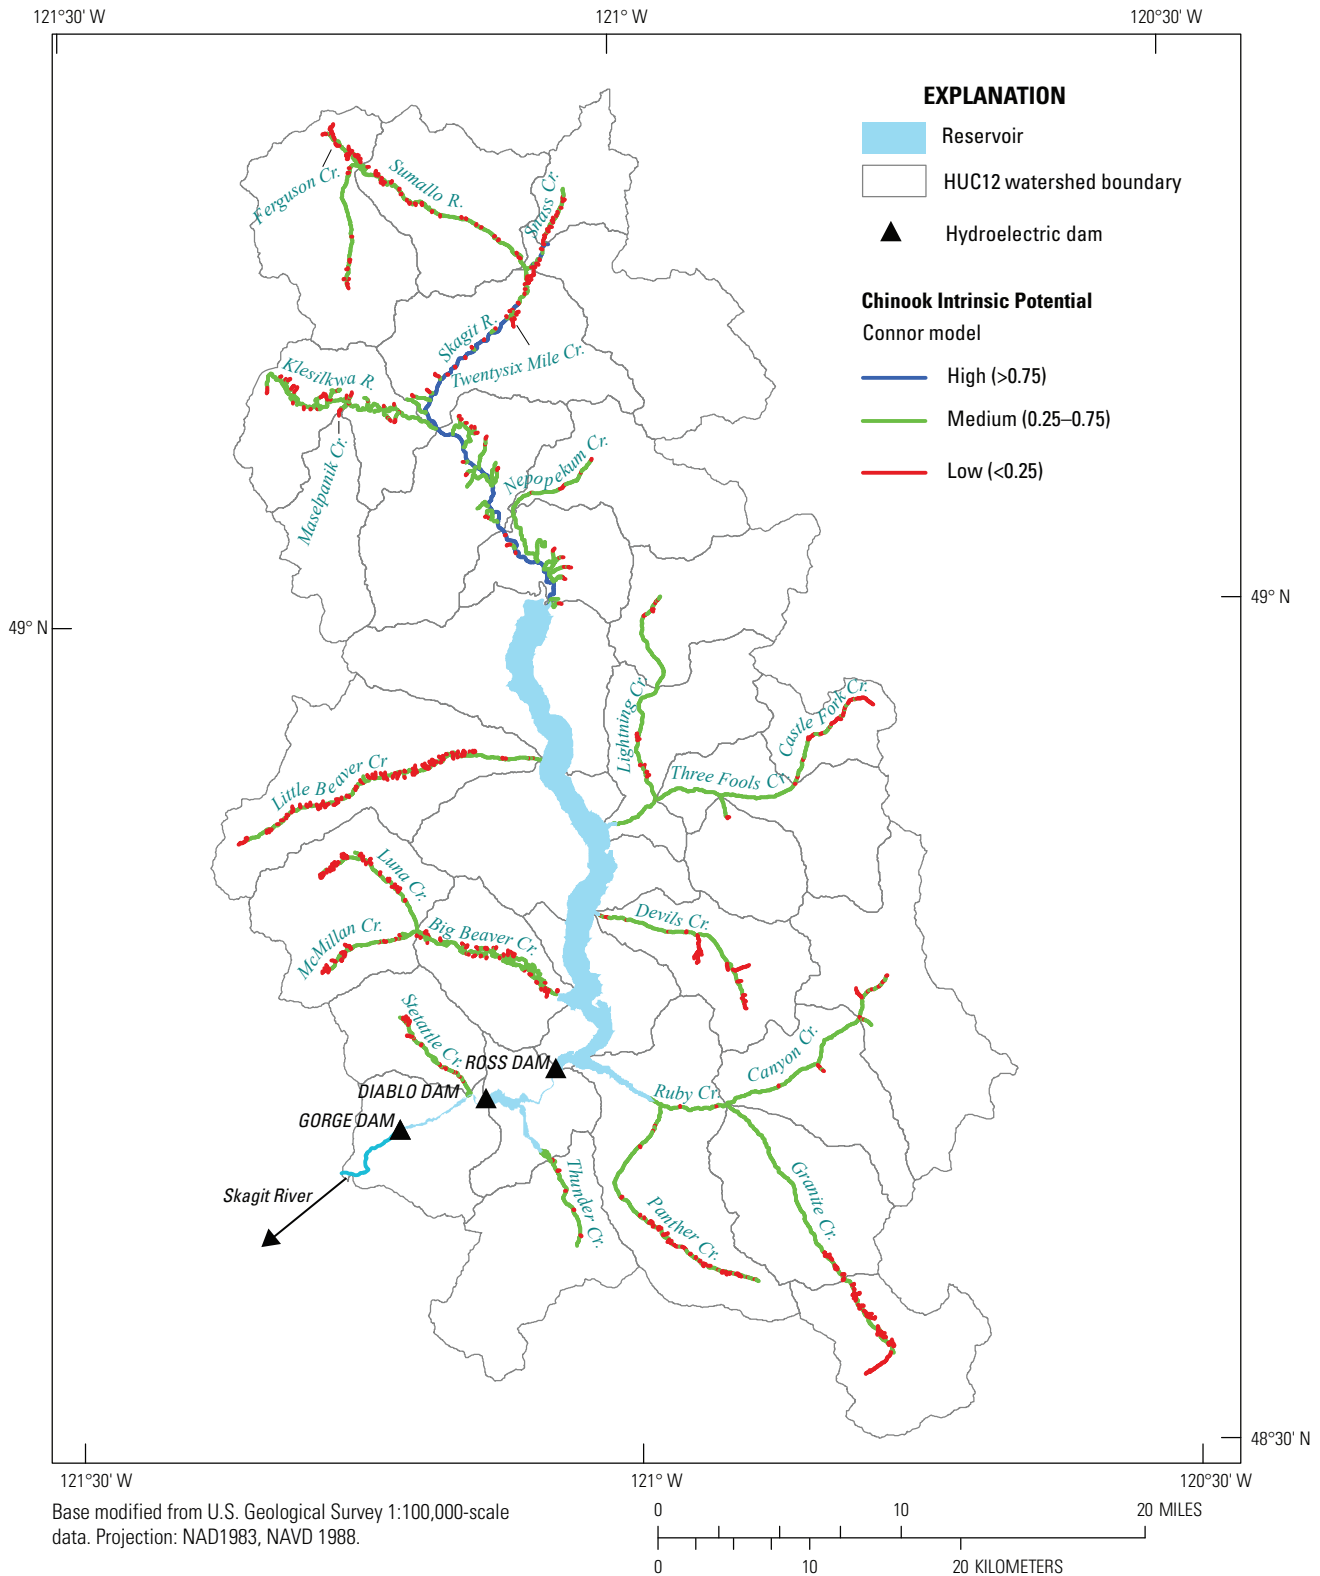 121°30' W
121° W
120°30' W
EXPLANATION
Reservoir
HUC12 watershed boundary
Hydroelectric dam
Chinook Intrinsic Potential
Connor model
High (>0.75)
Medium (0.25–0.75)
Low (<0.25)
Ferguson Cr.
Sumallo R.
Snass Cr.
Skagit R.
Twentysix Mile Cr.
Klesilkwa R.
Maselpanik Cr.
Nepopekum Cr.
49° N
49° N
Lightning Cr.
Castle Fork Cr.
Three Fools Cr.
Little Beaver Cr
Luna Cr.
McMillan Cr.
Big Beaver Cr.
Devils Cr.
Stetattle Cr.
ROSS DAM
DIABLO DAM
GORGE DAM
Canyon Cr.
Ruby Cr.
Skagit River
Thunder Cr.
Panther Cr.
Granite Cr.
48°30' N
121°30' W
121° W
120°30' W
Base modified from U.S. Geological Survey 1:100,000-scale
data. Projection: NAD1983, NAVD 1988.
0 10 20 MILES
0 10 20 KILOMETERS